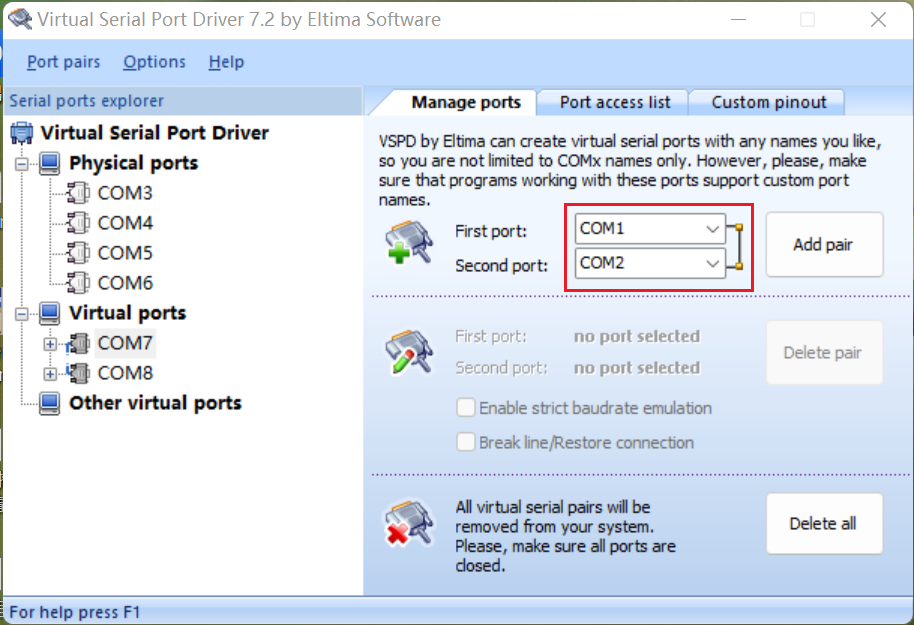 Virtual Serial Port Driver 7.2 by Eltima Software
Port pairs Options Help
Serial ports explorer
Virtual Serial Port Driver
Physical ports
COM3
COM4
COM5
COM6
Virtual ports
COM7
COM8
Other virtual ports
Manage ports Port access list Custom pinout
VSPD by Eltima can create virtual serial ports with any names you like,
so you are not limited to COMx names only. However, please, make
sure that programs working with these ports support custom port
names.
First port: COM1
Second port: COM2
Add pair
First port: no port selected
Second port: no port selected
Delete pair
Enable strict baudrate emulation
Break line/Restore connection
All virtual serial pairs will be
removed from your system.
Please, make sure all ports are
closed.
Delete all
For help press F1